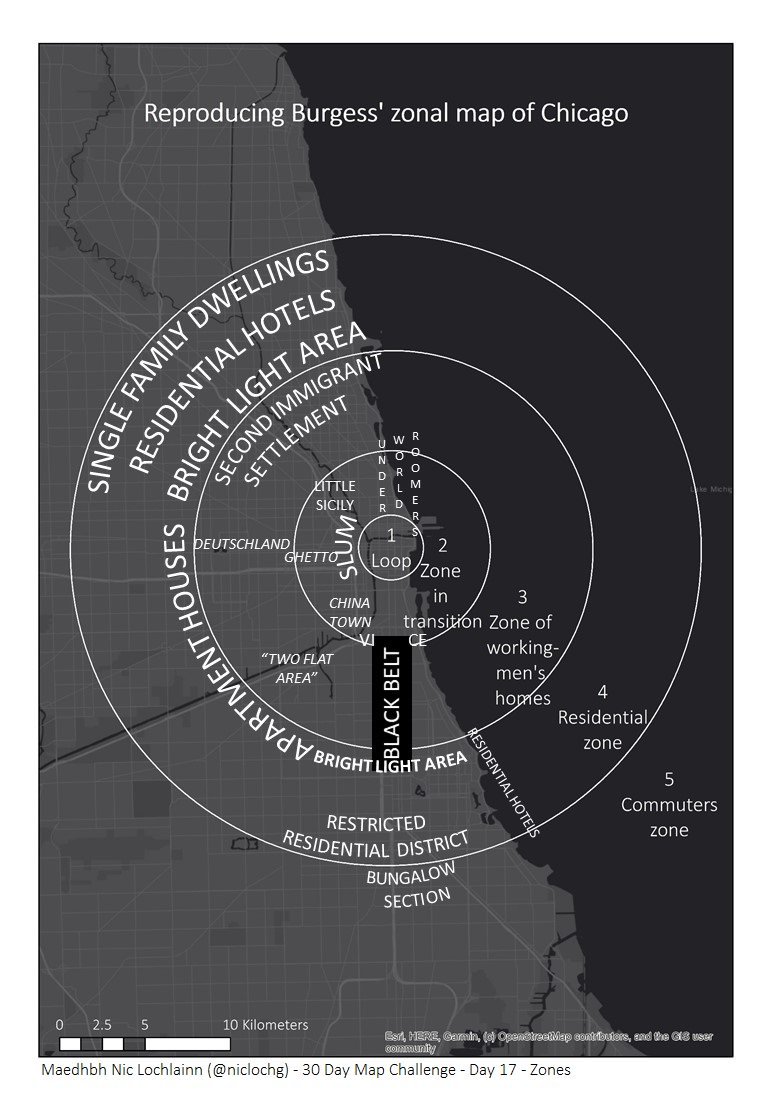 Reproducing Burgess' zonal map of Chicago
SINGLE FAMILY DWELLINGS
RESIDENTIAL HOTELS
BRIGHT LIGHT AREA
SECOND IMMIGRANT
SETTLEMENT
UNDER
WORLD
ROOMERS
LITTLE
SICILY
DEUTSCHLAND
GHETTO
SLUM
1
Loop
2
Zone
in
transition
CHINA
TOWN
VICE
3
Zone of
working-
men's
homes
"TWO FLAT
AREA"
BLACK BELT
APARTMENT HOUSES
4
Residential
zone
BRIGHT LIGHT AREA
RESIDENTIAL HOTELS
5
Commuters
zone
RESTRICTED
RESIDENTIAL DISTRICT
BUNGALOW
SECTION
0 2.5 5 10 Kilometers
Esri, HERE, Garmin, (c) OpenStreetMap contributors, and the GIS user
community
Maedhbh Nic Lochlainn (@niclochg) - 30 Day Map Challenge - Day 17 - Zones